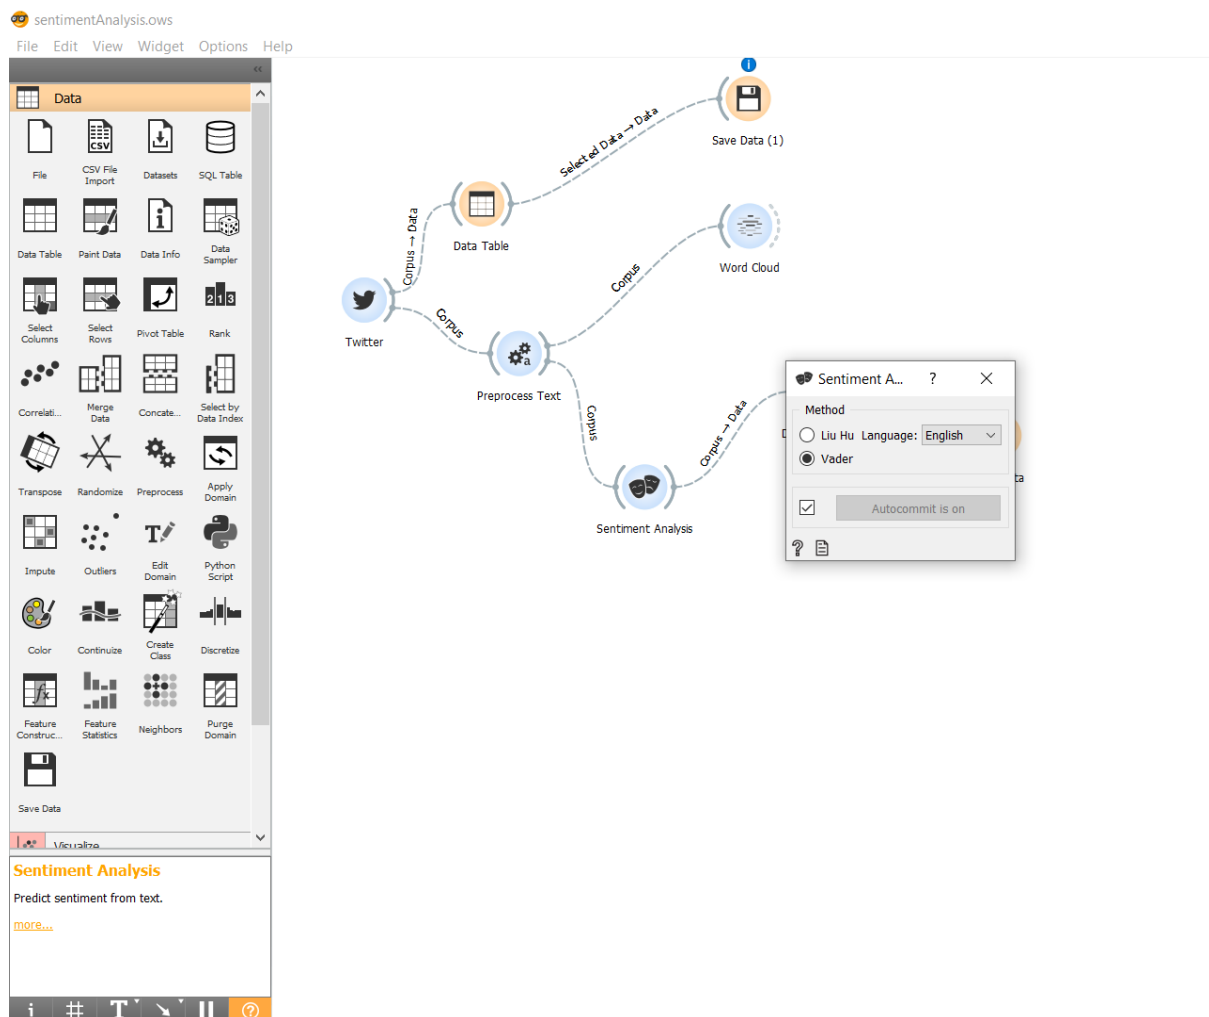 sentimentAnalysis.ows
File Edit View Widget Options Help
Data
File
CSV File
Import
Datasets
SQL Table
Data Table
Paint Data
Data Info
Data
Sampler
Select
Columns
Select
Rows
Pivot Table
Rank
Correlati...
Merge
Data
Concate...
Select by
Data Index
Transpose
Randomize
Preprocess
Apply
Domain
Impute
Outliers
Edit
Domain
Python
Script
Color
Continuize
Create
Class
Discretize
Feature
Construc...
Feature
Statistics
Neighbors
Purge
Domain
Save Data
Visualize
Sentiment Analysis
Predict sentiment from text.
more...
Save Data (1)
Selected Data → Data
Data Table
Corpus → Data
Word Cloud
Corpus
Twitter
Corpus
Preprocess Text
Corpus
Corpus → Data
Sentiment Analysis
Sentiment A... ?
Method
Liu Hu Language: English
Vader
Autocommit is on
ta